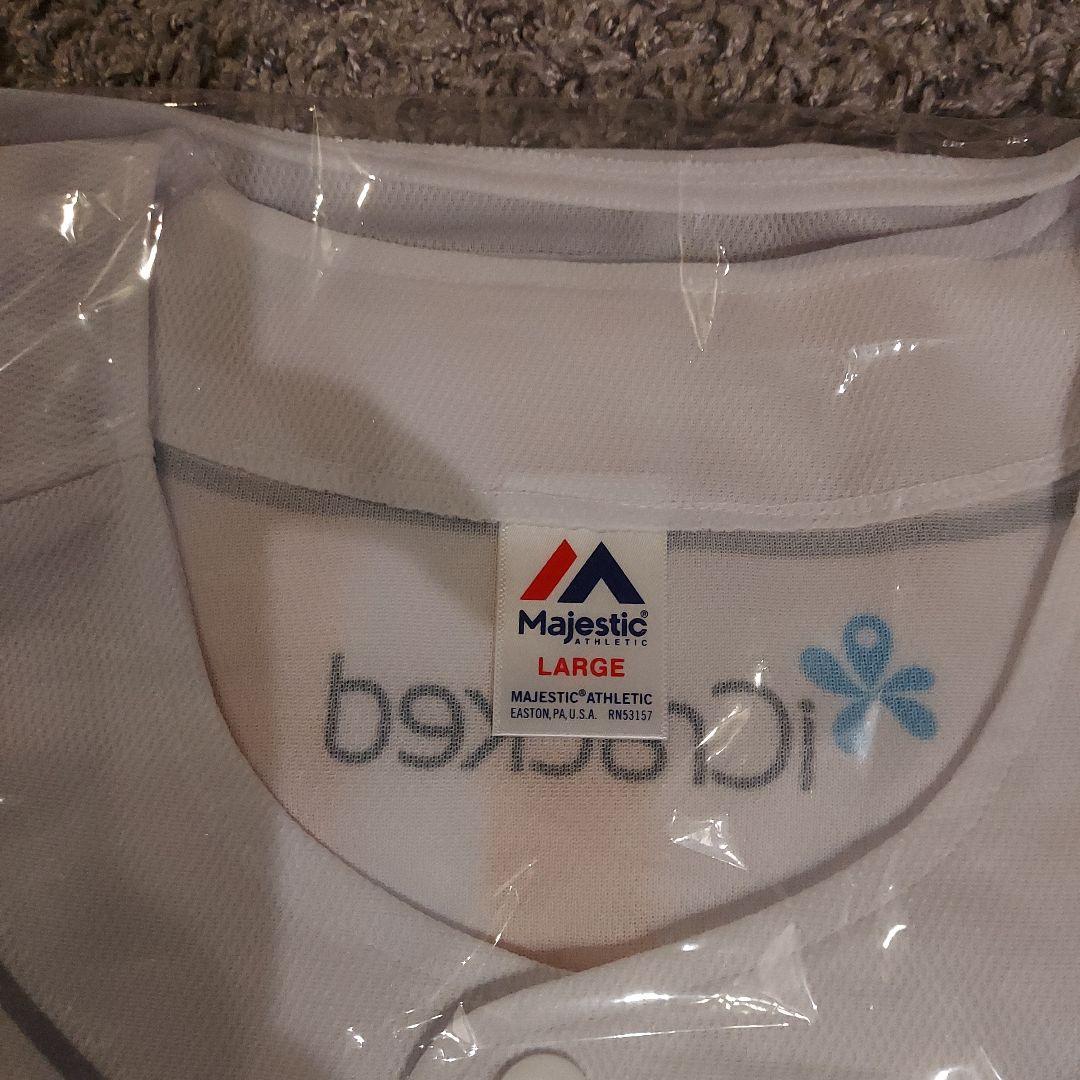 Majestic®
ATHLETIC
LARGE
MAJESTIC® ATHLETIC
EASTON, PA, U.S.A. RN53157
iCracked